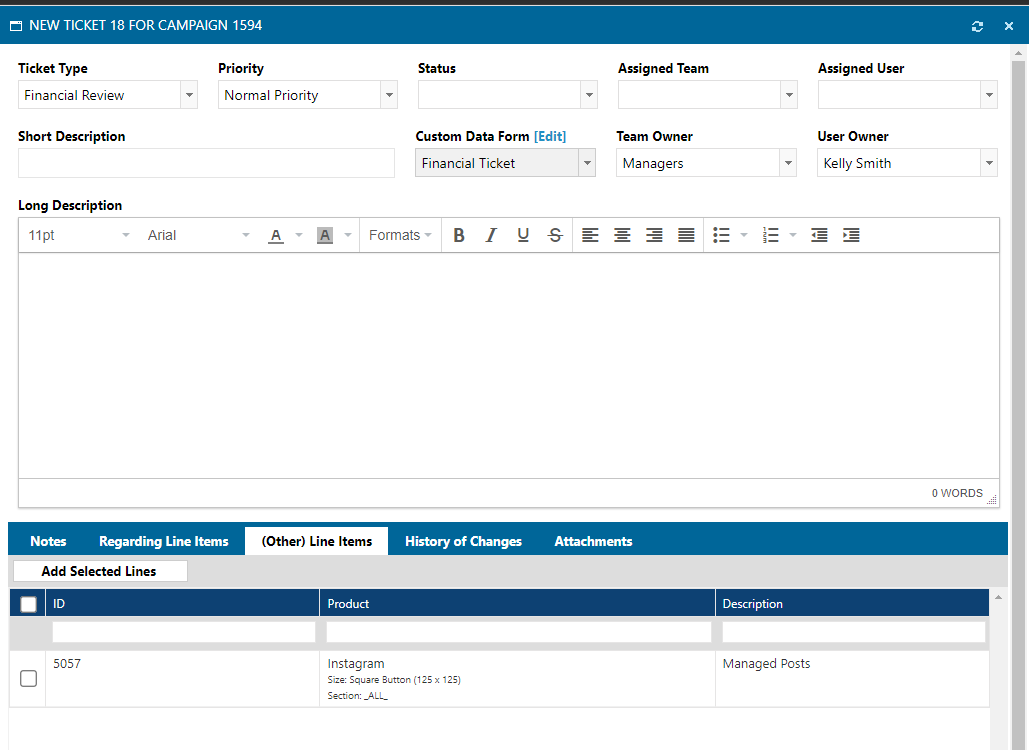 NEW TICKET 18 FOR CAMPAIGN 1594
Ticket Type Priority Status Assigned Team Assigned User
Financial Review Normal Priority
Short Description Custom Data Form [Edit] Team Owner User Owner
Financial Ticket Managers Kelly Smith
Long Description
11pt Arial A A Formats B I U S
0 WORDS
Notes Regarding Line Items (Other) Line Items History of Changes Attachments
Add Selected Lines
ID Product Description
5057 Instagram Managed Posts
Size: Square Button (125 x 125)
Section: _ALL_